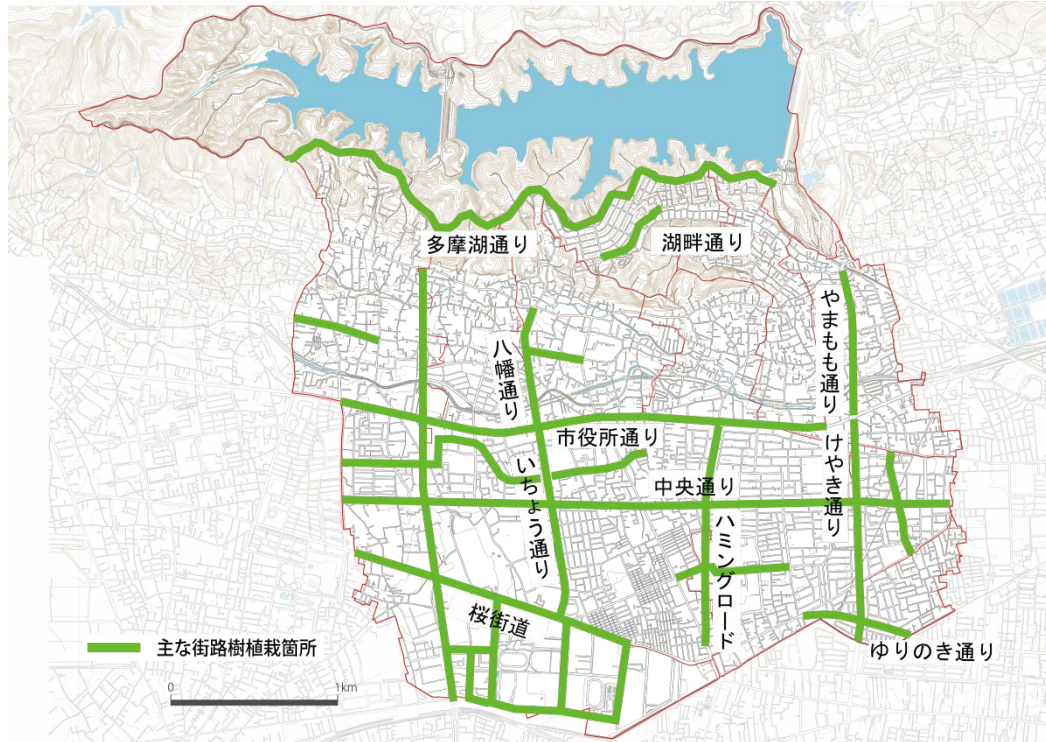 多摩湖通り
湖畔通り
やまもも通り
八幡通り
市役所通り
けやき通り
いちょう通り
中央通り
ハミングロード
桜街道
主な街路樹植栽箇所
ゆりのき通り
0
1km